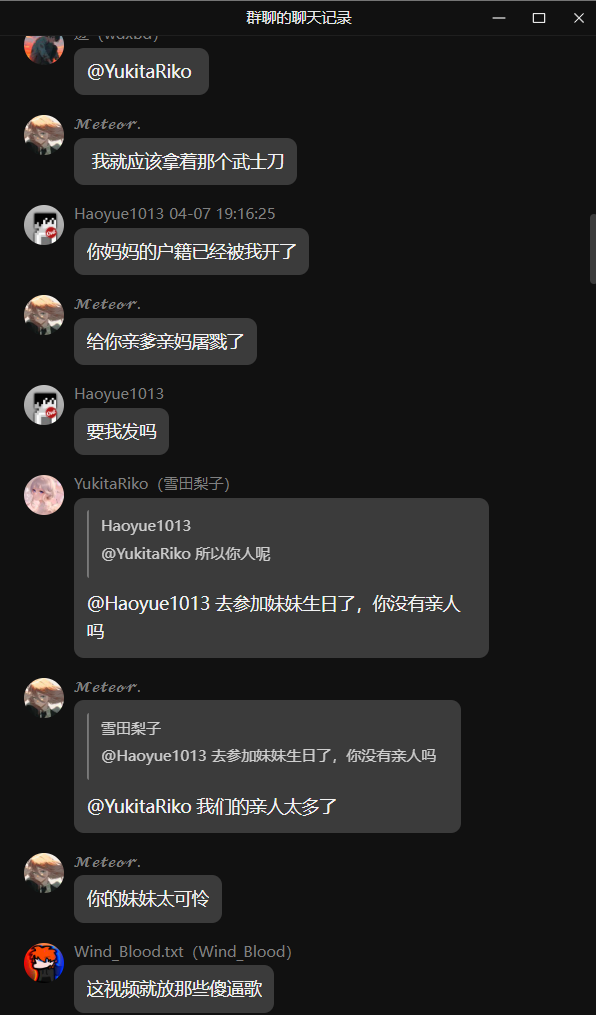 群聊的聊天记录
(wdxbd)
@YukitaRiko
𝓜𝓮𝓽𝓮𝓸𝓻.
我就应该拿着那个武士刀
Haoyue1013 04-07 19:16:25
你妈妈的户籍已经被我开了
𝓜𝓮𝓽𝓮𝓸𝓻.
给你亲爹亲妈屠戮了
Haoyue1013
要我发吗
YukitaRiko（雪田梨子）
Haoyue1013
@YukitaRiko 所以你人呢
@Haoyue1013 去参加妹妹生日了，你没有亲人
吗
𝓜𝓮𝓽𝓮𝓸𝓻.
雪田梨子
@Haoyue1013 去参加妹妹生日了，你没有亲人吗
@YukitaRiko 我们的亲人太多了
𝓜𝓮𝓽𝓮𝓸𝓻.
你的妹妹太可怜
Wind_Blood.txt（Wind_Blood）
这视频就放那些傻逼歌